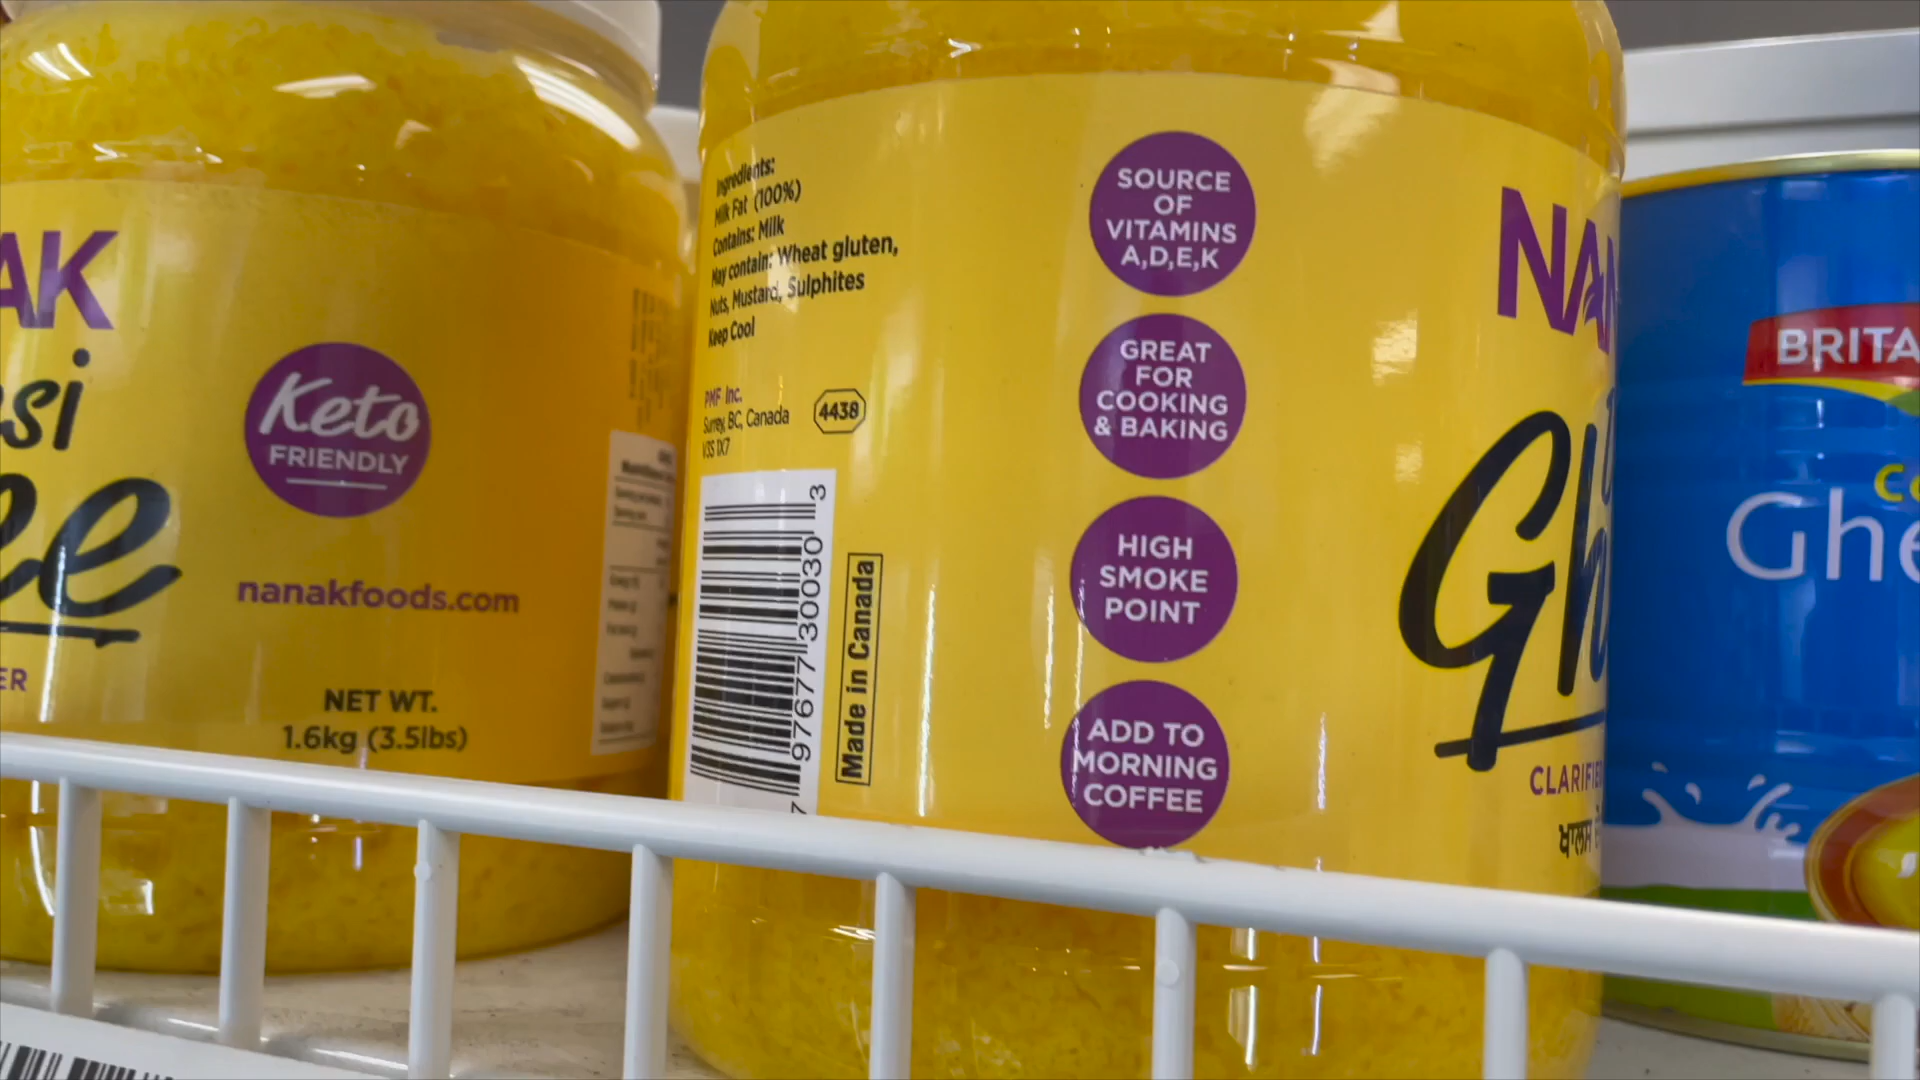 AK
si
ee
ER
Keto
FRIENDLY
nanakfoods.com
NET WT.
1.6kg (3.5lbs)
Ingredients:
Milk Fat (100%)
Contains: Milk
May contain: Wheat gluten,
Nuts, Mustard, Sulphites
Keep Cool
PMF Inc.
Surrey, BC, Canada
V3S 1X7
4438
7 97677 30030 3
Made in Canada
SOURCE
OF
VITAMINS
A,D,E,K
GREAT
FOR
COOKING
& BAKING
HIGH
SMOKE
POINT
ADD TO
MORNING
COFFEE
NAN
Gh
CLARIFIE
ਖਾਲਸ
BRITA
Co
Ghe